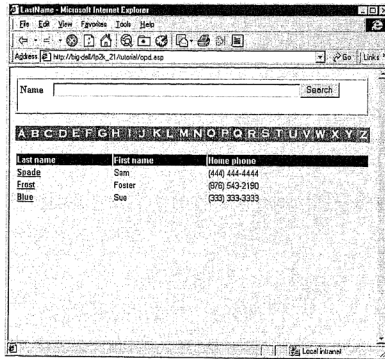 LastName - Microsoft Internet Explorer
File Edit View Favorites Tools Help
Address http://big-dell/lp2k_21/tutorial/opd.asp Go Links
Name Search
A B C D E F G H I J K L M N O P Q R S T U V W X Y Z
Last name First name Home phone
Spade Sam (444) 444-4444
Frost Foster (876) 543-2190
Blue Sue (333) 333-3333
Local intranet